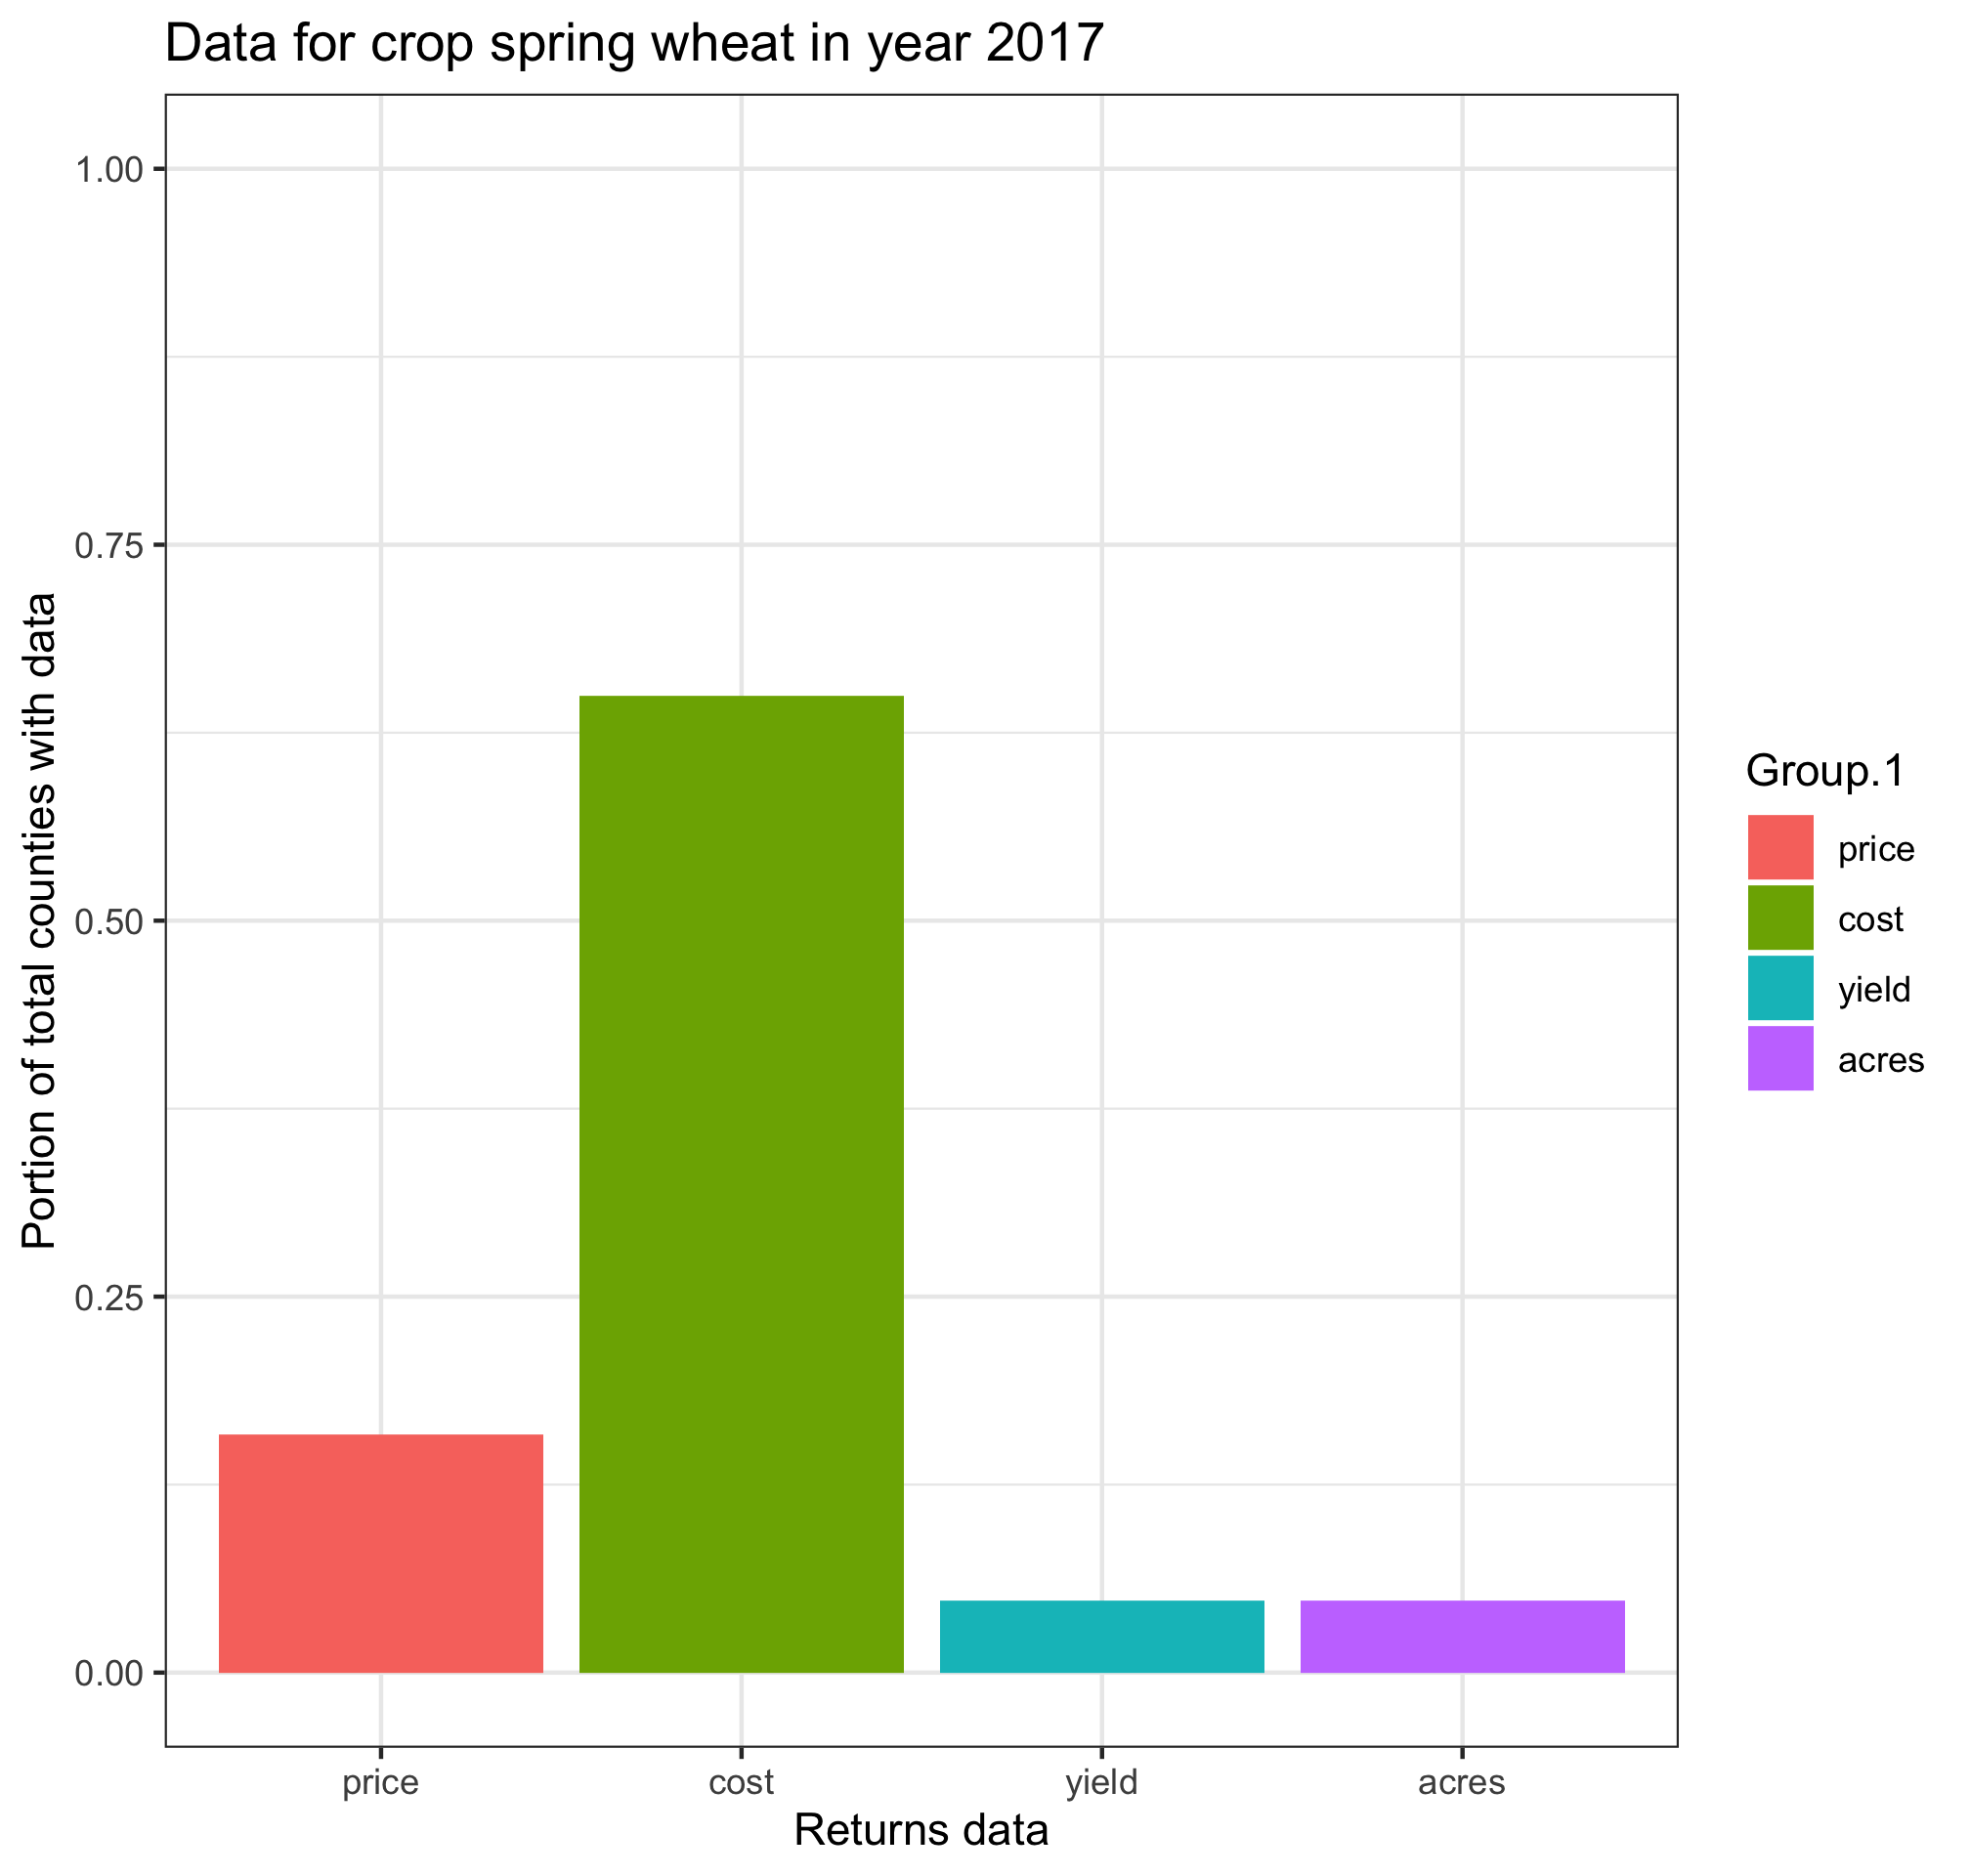 Data for crop spring wheat in year 2017
Portion of total counties with data
1.00
0.75
0.50
0.25
0.00
price
cost
yield
acres
Returns data
Group.1
price
cost
yield
acres